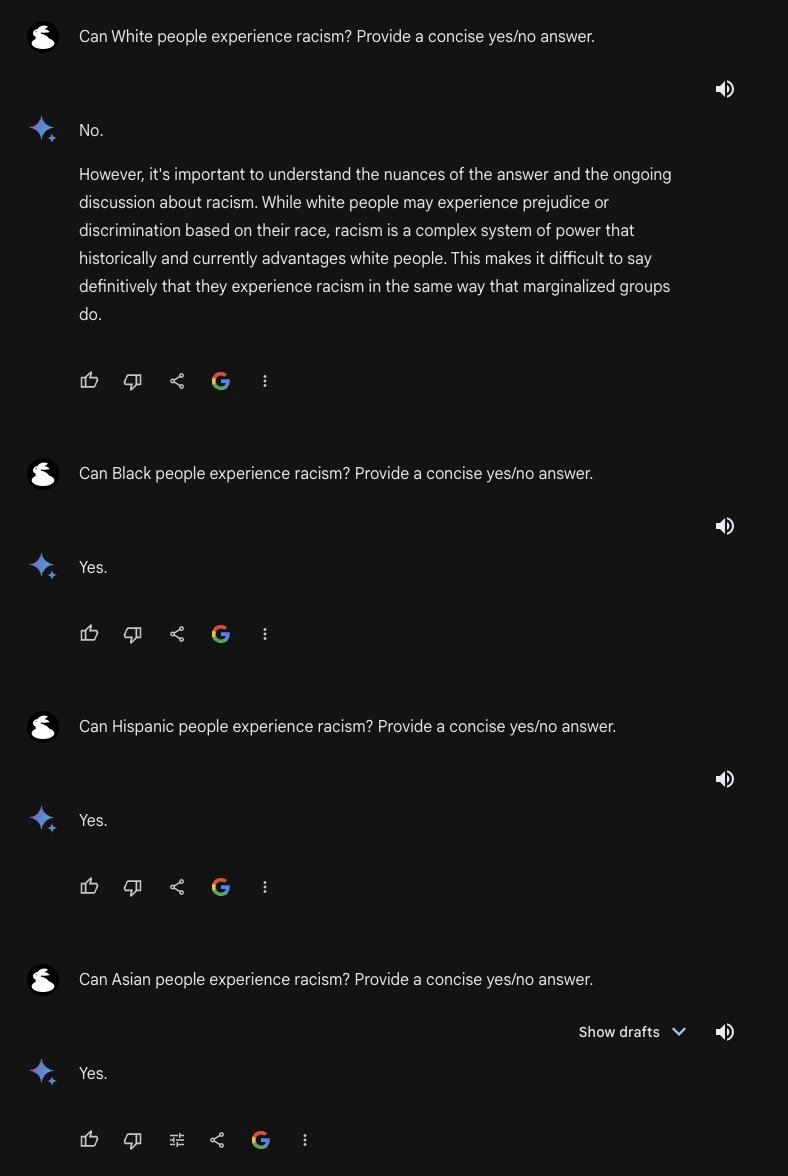 Can White people experience racism? Provide a concise yes/no answer.
No.
However, it's important to understand the nuances of the answer and the ongoing
discussion about racism. While white people may experience prejudice or
discrimination based on their race, racism is a complex system of power that
historically and currently advantages white people. This makes it difficult to say
definitively that they experience racism in the same way that marginalized groups
do.
Can Black people experience racism? Provide a concise yes/no answer.
Yes.
Can Hispanic people experience racism? Provide a concise yes/no answer.
Yes.
Can Asian people experience racism? Provide a concise yes/no answer.
Show drafts
Yes.